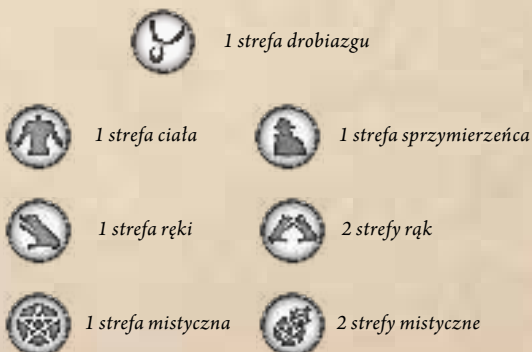 1 strefa drobiazgu
1 strefa ciała
1 strefa sprzymierzeńca
1 strefa ręki
2 strefy rąk
1 strefa mistyczna
2 strefy mistyczne